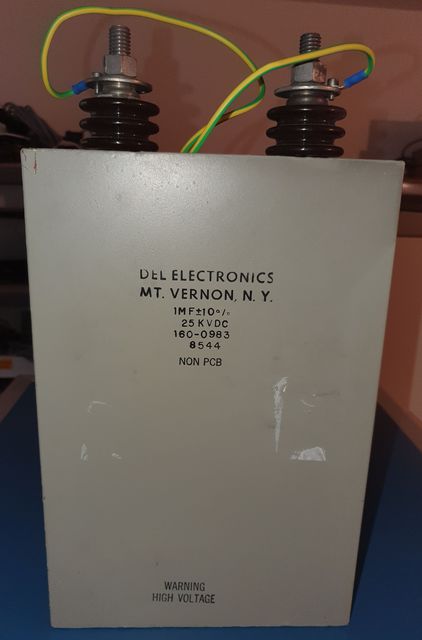 DEL ELECTRONICS
MT. VERNON, N. Y.
1MF±10%
25 KVDC
160-0983
8544
NON PCB
WARNING
HIGH VOLTAGE